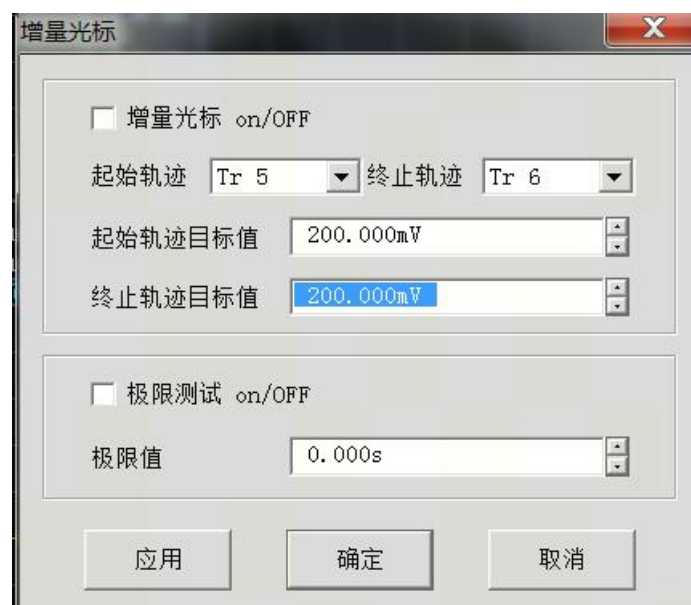 增量光标
增量光标 on/OFF
起始轨迹 Tr 5 终止轨迹 Tr 6
起始轨迹目标值 200.000mV
终止轨迹目标值 200.000mV
极限测试 on/OFF
极限值 0.000s
应用 确定 取消